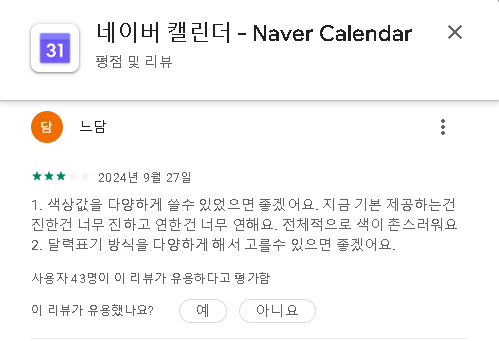 네이버 캘린더 - Naver Calendar
31
평점 및 리뷰
담
느담
2024년 9월 27일
1. 색상값을 다양하게 쓸수 있었으면 좋겠어요. 지금 기본 제공하는건
진한건 너무 진하고 연한건 너무 연해요. 전체적으로 색이 촌스러워요
2. 달력표기 방식을 다양하게 해서 고를수 있으면 좋겠어요.
사용자 43명이 이 리뷰가 유용하다고 평가함
이 리뷰가 유용했나요?
예
아니요